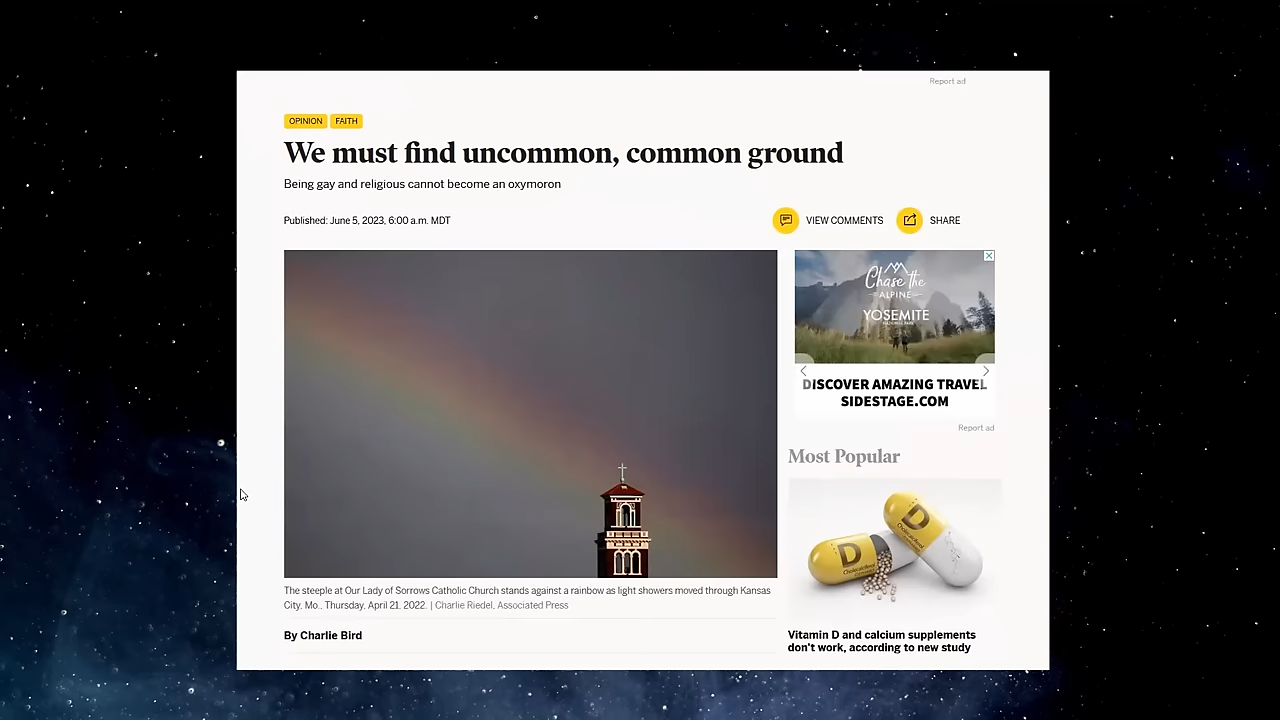 Report ad
OPINION FAITH
We must find uncommon, common ground
Being gay and religious cannot become an oxymoron
Published: June 5, 2023, 6:00 a.m. MDT
VIEW COMMENTS SHARE
Chase the
ALPINE
YOSEMITE
DISCOVER AMAZING TRAVEL
SIDESTAGE.COM
Report ad
Most Popular
D
D
The steeple at Our Lady of Sorrows Catholic Church stands against a rainbow as light showers moved through Kansas
City, Mo., Thursday, April 21, 2022. | Charlie Riedel, Associated Press
By Charlie Bird
Vitamin D and calcium supplements
don't work, according to new study